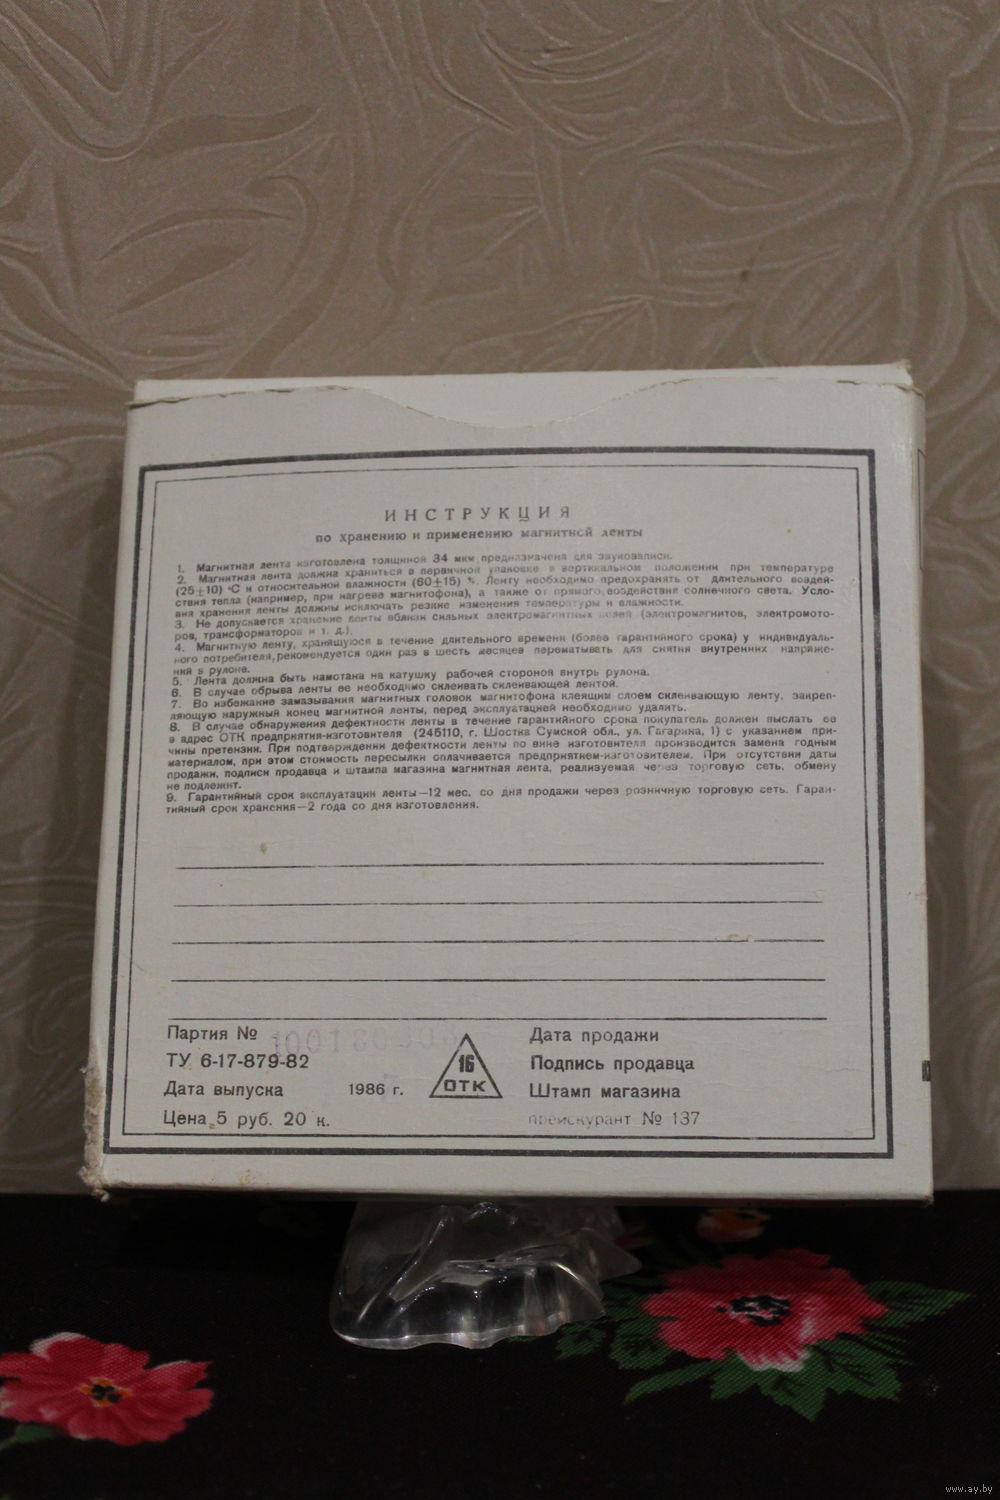 ИНСТРУКЦИЯ
по хранению и применению магнитной ленты
1. Магнитная лента изготовлена толщиной 34 мкм предназначена для звукозаписи.
2. Магнитная лента должна храниться в первичной упаковке в вертикальном положении при температуре
(25±10) °С и относительной влажности (60±15) %. Ленту необходимо предохранять от длительного воздей-
ствия тепла (например, при нагреве магнитофона), а также от прямого воздействия солнечного света. Усло-
вия хранения ленты должны исключать резкие изменения температуры и влажности.
3. Не допускается хранение ленты вблизи сильных электромагнитных полей (электромагнитов, электромото-
ров, трансформаторов и т. д.).
4. Магнитную ленту, хранящуюся в течение длительного времени (более гарантийного срока) у индивидуаль-
ного потребителя, рекомендуется один раз в шесть месяцев перематывать для снятия внутренних напряже-
ний в рулоне.
5. Лента должна быть намотана на катушку рабочей стороной внутрь рулона.
6. В случае обрыва ленты ее необходимо склеивать склеивающей лентой.
7. Во избежание замазывания магнитных головок магнитофона клеящим слоем склеивающую ленту, закреп-
ляющую наружный конец магнитной ленты, перед эксплуатацией необходимо удалить.
8. В случае обнаружения дефектности ленты в течение гарантийного срока покупатель должен выслать ее
в адрес ОТК предприятия-изготовителя (245110, г. Шостка Сумской обл., ул. Гагарина, 1) с указанием при-
чины претензии. При подтверждении дефектности ленты по вине изготовителя производится замена годным
материалом, при этом стоимость пересылки оплачивается предприятием-изготовителем. При отсутствии даты
продажи, подписи продавца и штампа магазина магнитная лента, реализуемая через торговую сеть, обмену
не подлежит.
9. Гарантийный срок эксплуатации ленты—12 мес. со дня продажи через розничную торговую сеть. Гаран-
тийный срок хранения—2 года со дня изготовления.
Партия №
ТУ 6-17-879-82
Дата выпуска 1986 г.
Цена 5 руб. 20 к.
16
ОТК
Дата продажи
Подпись продавца
Штамп магазина
прейскурант № 137
www.ay.by